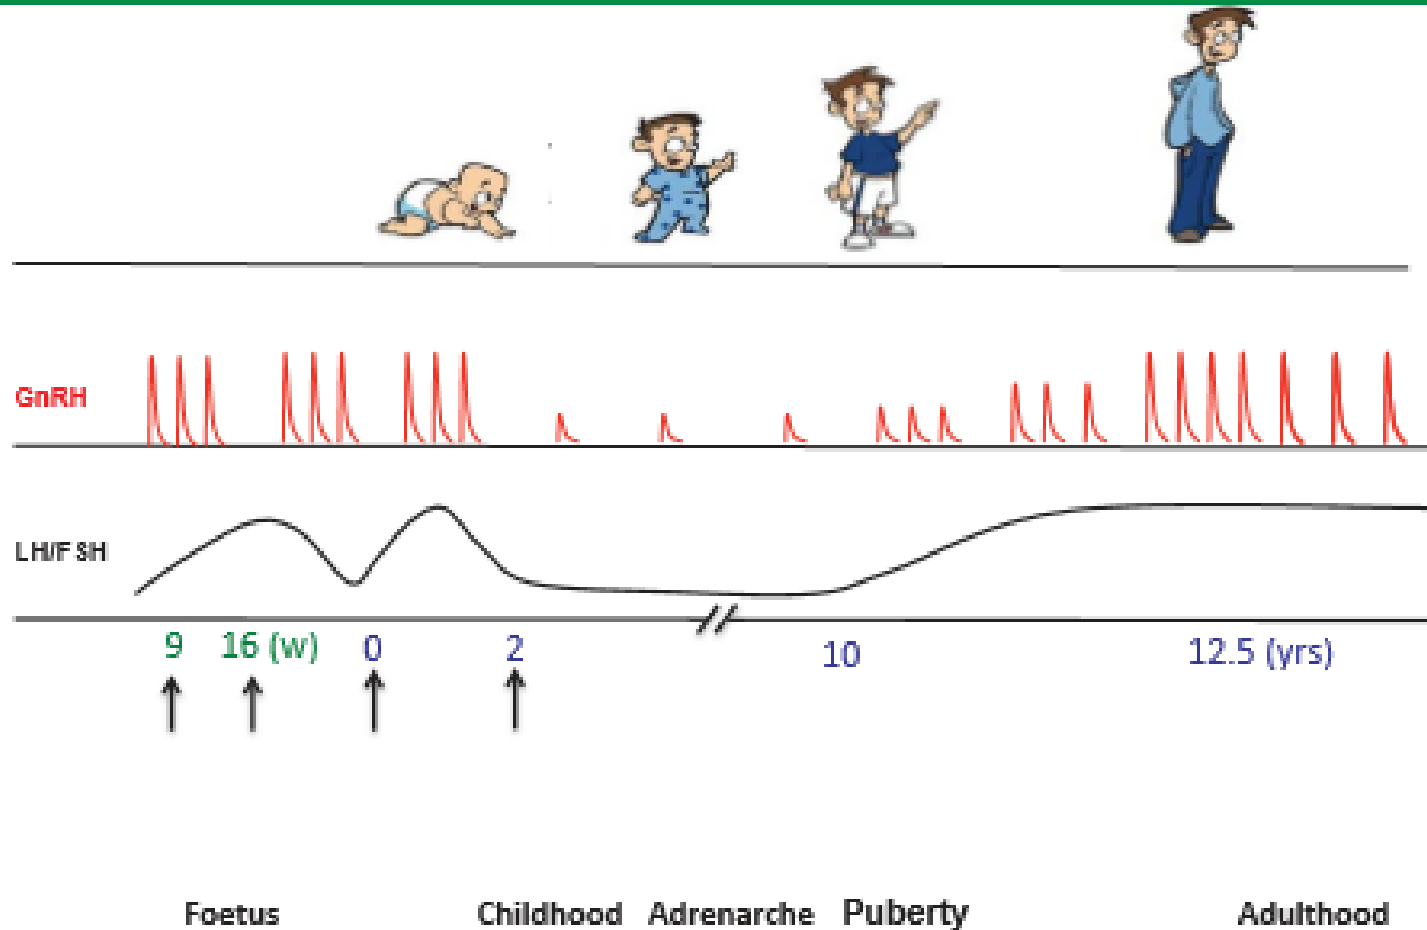 GnRH
LH/FSH
9 16 (w) 0 2 10 12.5 (yrs)
Foetus Childhood Adrenarche Puberty Adulthood